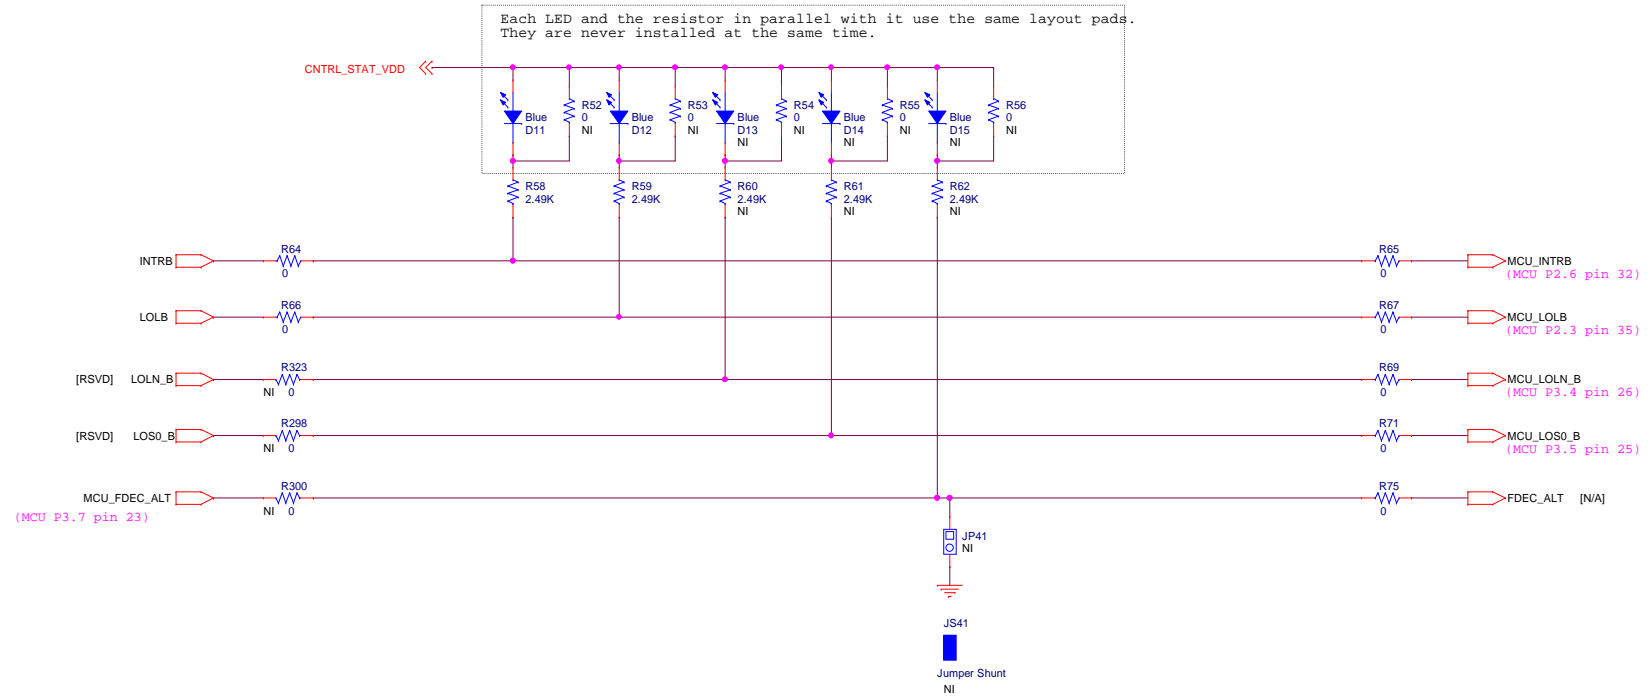 Each LED and the resistor in parallel with it use the same layout pads.
They are never installed at the same time.
CNTRL_STAT_VDD
Blue
D11
R52
0
NI
Blue
D12
R53
0
NI
Blue
D13
NI
R54
0
NI
Blue
D14
NI
R55
0
NI
Blue
D15
NI
R56
0
NI
R58
2.49K
R59
2.49K
R60
2.49K
NI
R61
2.49K
NI
R62
2.49K
NI
INTRB
R64
0
R65
0
MCU_INTRB
(MCU P2.6 pin 32)
LOLB
R66
0
R67
0
MCU_LOLB
(MCU P2.3 pin 35)
[RSVD] LOLN_B
R323
NI 0
R69
0
MCU_LOLN_B
(MCU P3.4 pin 26)
[RSVD] LOS0_B
R298
NI 0
R71
0
MCU_LOS0_B
(MCU P3.5 pin 25)
MCU_FDEC_ALT
(MCU P3.7 pin 23)
R300
NI 0
R75
0
FDEC_ALT [N/A]
JP41
NI
JS41
Jumper Shunt
NI